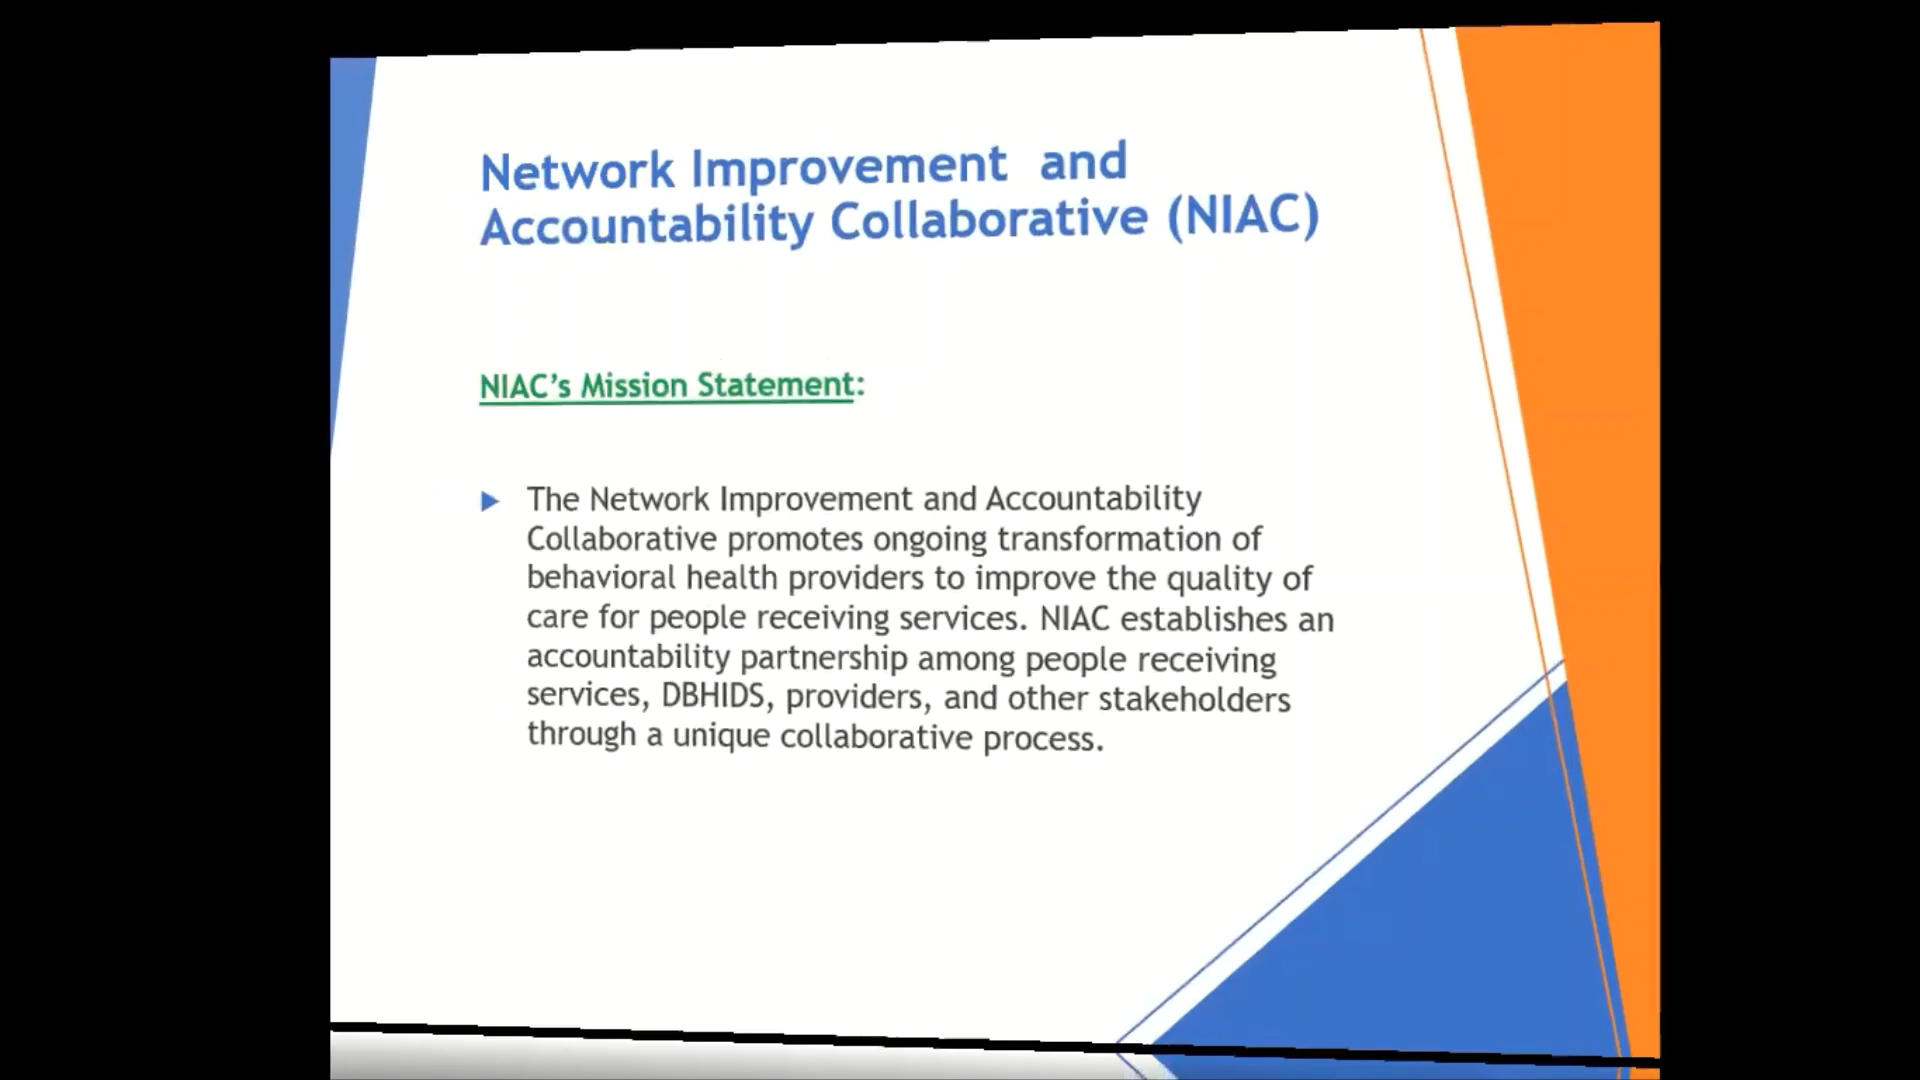 Network Improvement and
Accountability Collaborative (NIAC)
NIAC’s Mission Statement:
The Network Improvement and Accountability
Collaborative promotes ongoing transformation of
behavioral health providers to improve the quality of
care for people receiving services. NIAC establishes an
accountability partnership among people receiving
services, DBHIDS, providers, and other stakeholders
through a unique collaborative process.